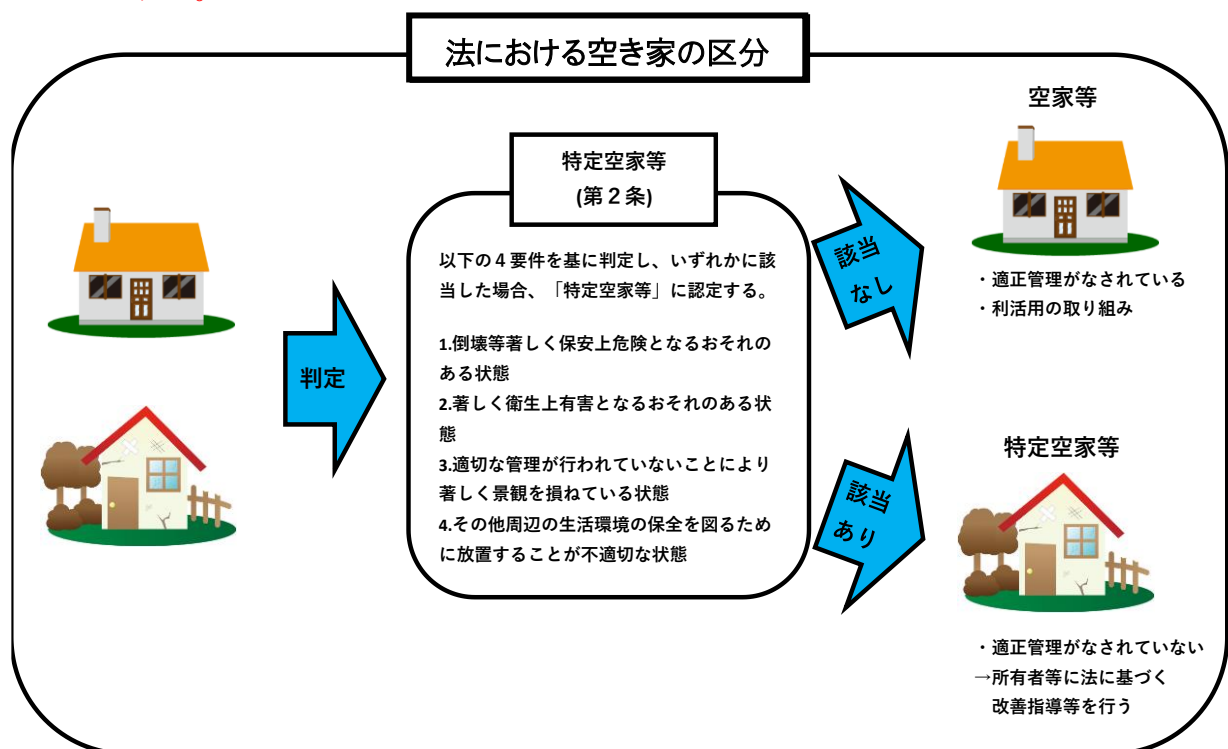 法における空き家の区分
判定
特定空家等
(第２条)
以下の４要件を基に判定し、いずれかに該
当した場合、「特定空家等」に認定する。
1.倒壊等著しく保安上危険となるおそれの
ある状態
2.著しく衛生上有害となるおそれのある状
態
3.適切な管理が行われていないことにより
著しく景観を損ねている状態
4.その他周辺の生活環境の保全を図るため
に放置することが不適切な状態
該当
なし
空家等
・適正管理がなされている
・利活用の取り組み
該当
あり
特定空家等
・適正管理がなされていない
→所有者等に法に基づく
改善指導等を行う